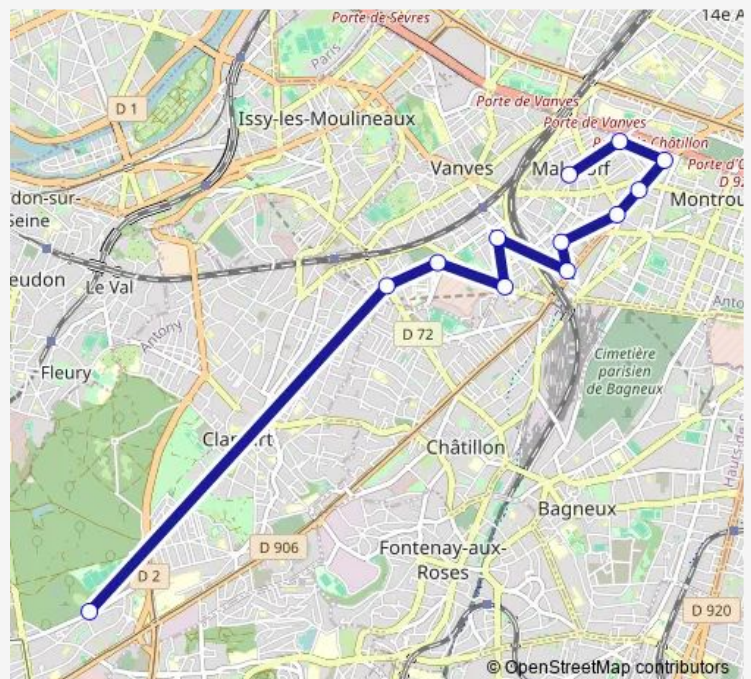 Porte de Sèvres
14e A
Paris
D 1
Issy-les-Moulineaux
Porte de Vanves
Porte de Vanves
Châtillon
Vanves
Porte d'O
D 9
don-sur-
Seine
Montrou
eudon
Le Val
Antony
D 72
Fleury
Cimetière
parisien
de Bagneux
Hauts-de-S
Châtillon
Bagneux
D 906
Fontenay-aux-
Roses
D 2
D 920
© OpenStreetMap contributors